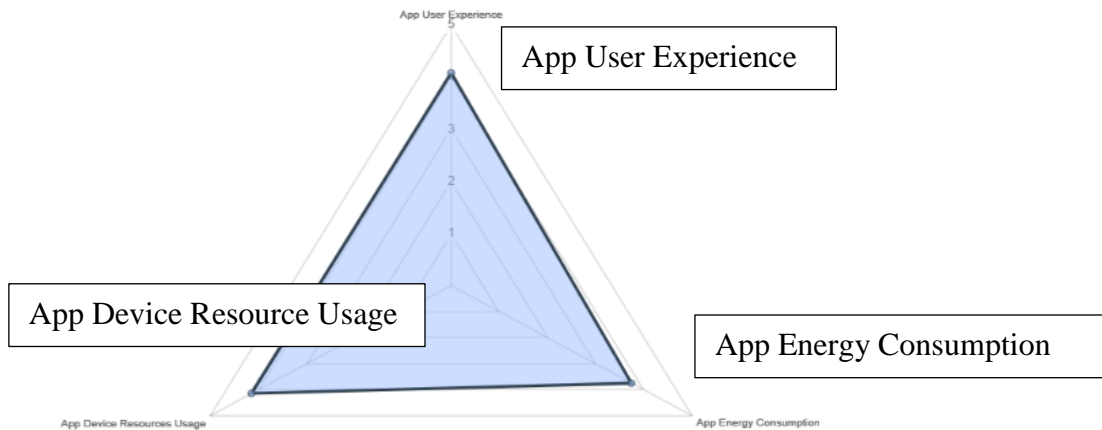 App User Experience
5
App User Experience
3
2
1
App Device Resource Usage
App Energy Consumption
App Device Resources Usage
App Energy Consumption